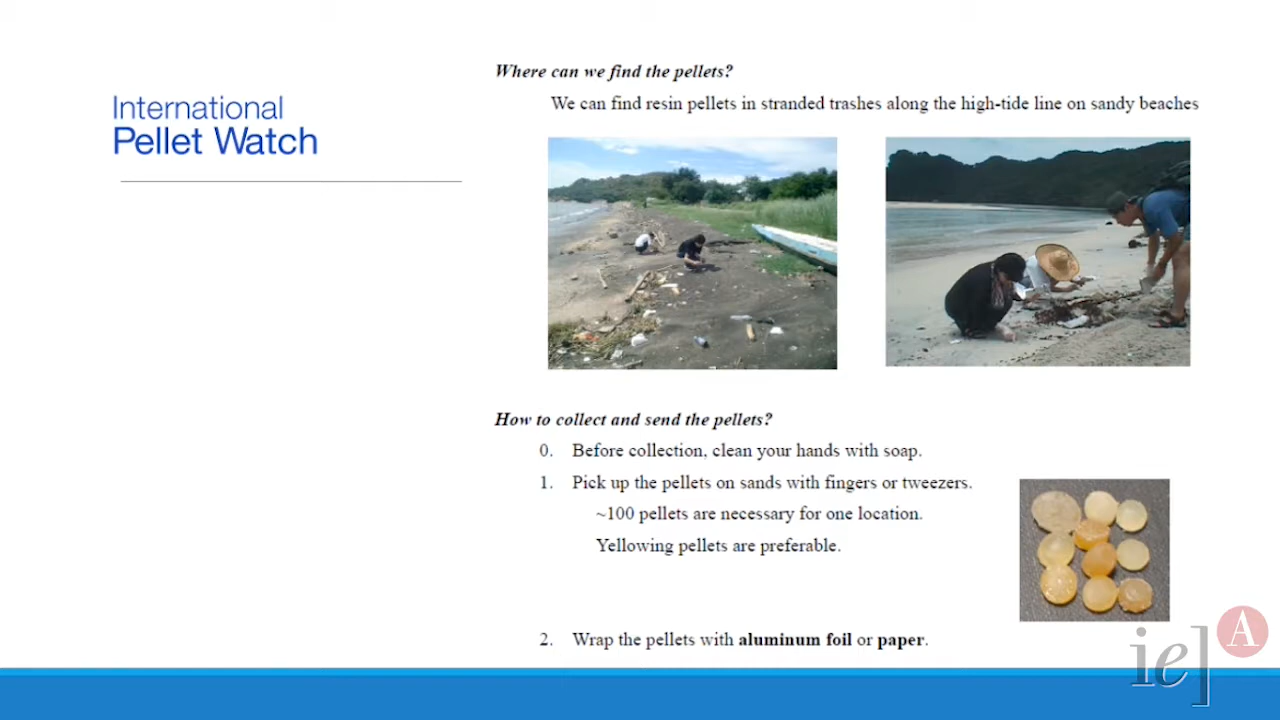 International
Pellet Watch
Where can we find the pellets?
We can find resin pellets in stranded trashes along the high-tide line on sandy beaches
How to collect and send the pellets?
0. Before collection, clean your hands with soap.
1. Pick up the pellets on sands with fingers or tweezers.
~100 pellets are necessary for one location.
Yellowing pellets are preferable.
2. Wrap the pellets with aluminum foil or paper.
ie]
A